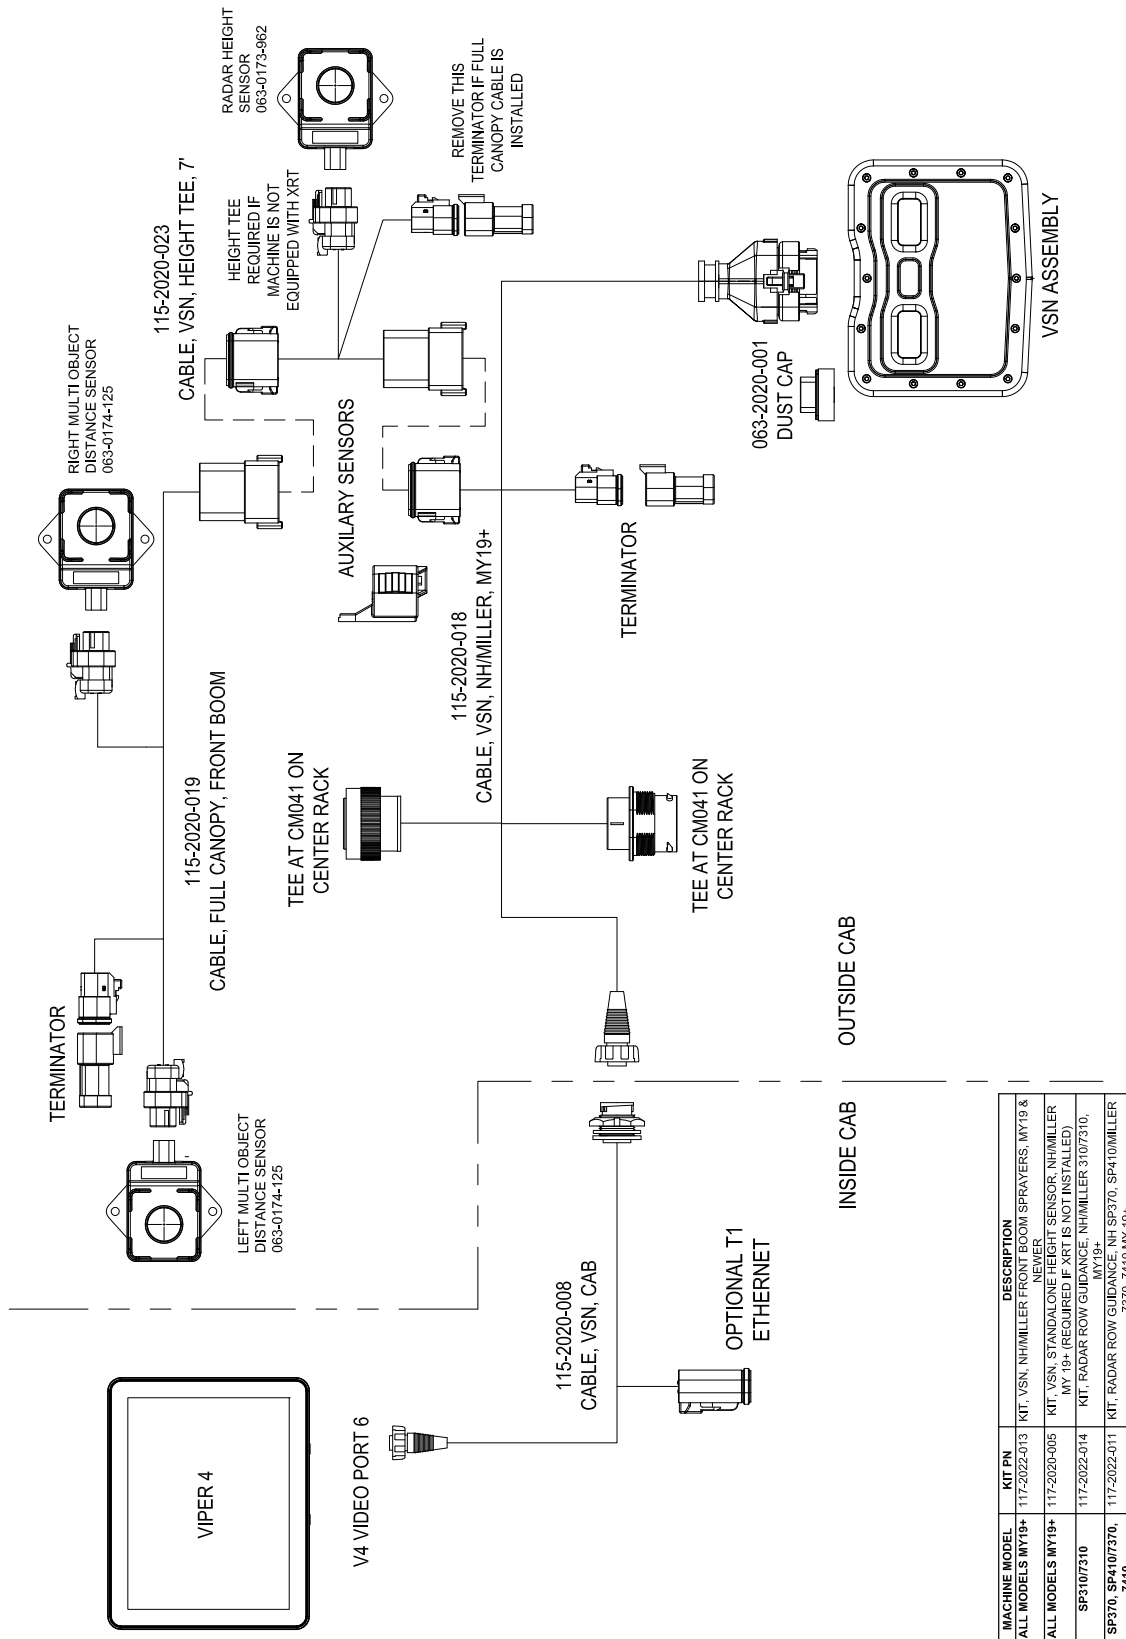 VIPER 4
V4 VIDEO PORT 6
115-2020-008
CABLE, VSN, CAB
OPTIONAL T1
ETHERNET
INSIDE CAB
OUTSIDE CAB
LEFT MULTI OBJECT
DISTANCE SENSOR
063-0174-125
TERMINATOR
115-2020-019
CABLE, FULL CANOPY, FRONT BOOM
TEE AT CM041 ON
CENTER RACK
TEE AT CM041 ON
CENTER RACK
RIGHT MULTI OBJECT
DISTANCE SENSOR
063-0174-125
AUXILARY SENSORS
115-2020-018
CABLE, VSN, NH/MILLER, MY19+
TERMINATOR
115-2020-023
CABLE, VSN, HEIGHT TEE, 7'
HEIGHT TEE
REQUIRED IF
MACHINE IS NOT
EQUIPPED WITH XRT
RADAR HEIGHT
SENSOR
063-0173-962
REMOVE THIS
TERMINATOR IF FULL
CANOPY CABLE IS
INSTALLED
063-2020-001
DUST CAP
VSN ASSEMBLY
MACHINE MODEL KIT PN DESCRIPTION
ALL MODELS MY19+ 117-2022-013 KIT, VSN, NH/MILLER FRONT BOOM SPRAYERS, MY19 &
NEWER
ALL MODELS MY19+ 117-2020-005 KIT, VSN, STANDALONE HEIGHT SENSOR, NH/MILLER
MY 19+ (REQUIRED IF XRT IS NOT INSTALLED)
SP310/7310 117-2022-014 KIT, RADAR ROW GUIDANCE, NH/MILLER 310/7310,
MY19+
SP370, SP410/7370,
7410 117-2022-011 KIT, RADAR ROW GUIDANCE, NH SP370, SP410/MILLER
7370, 7410 MY 19+